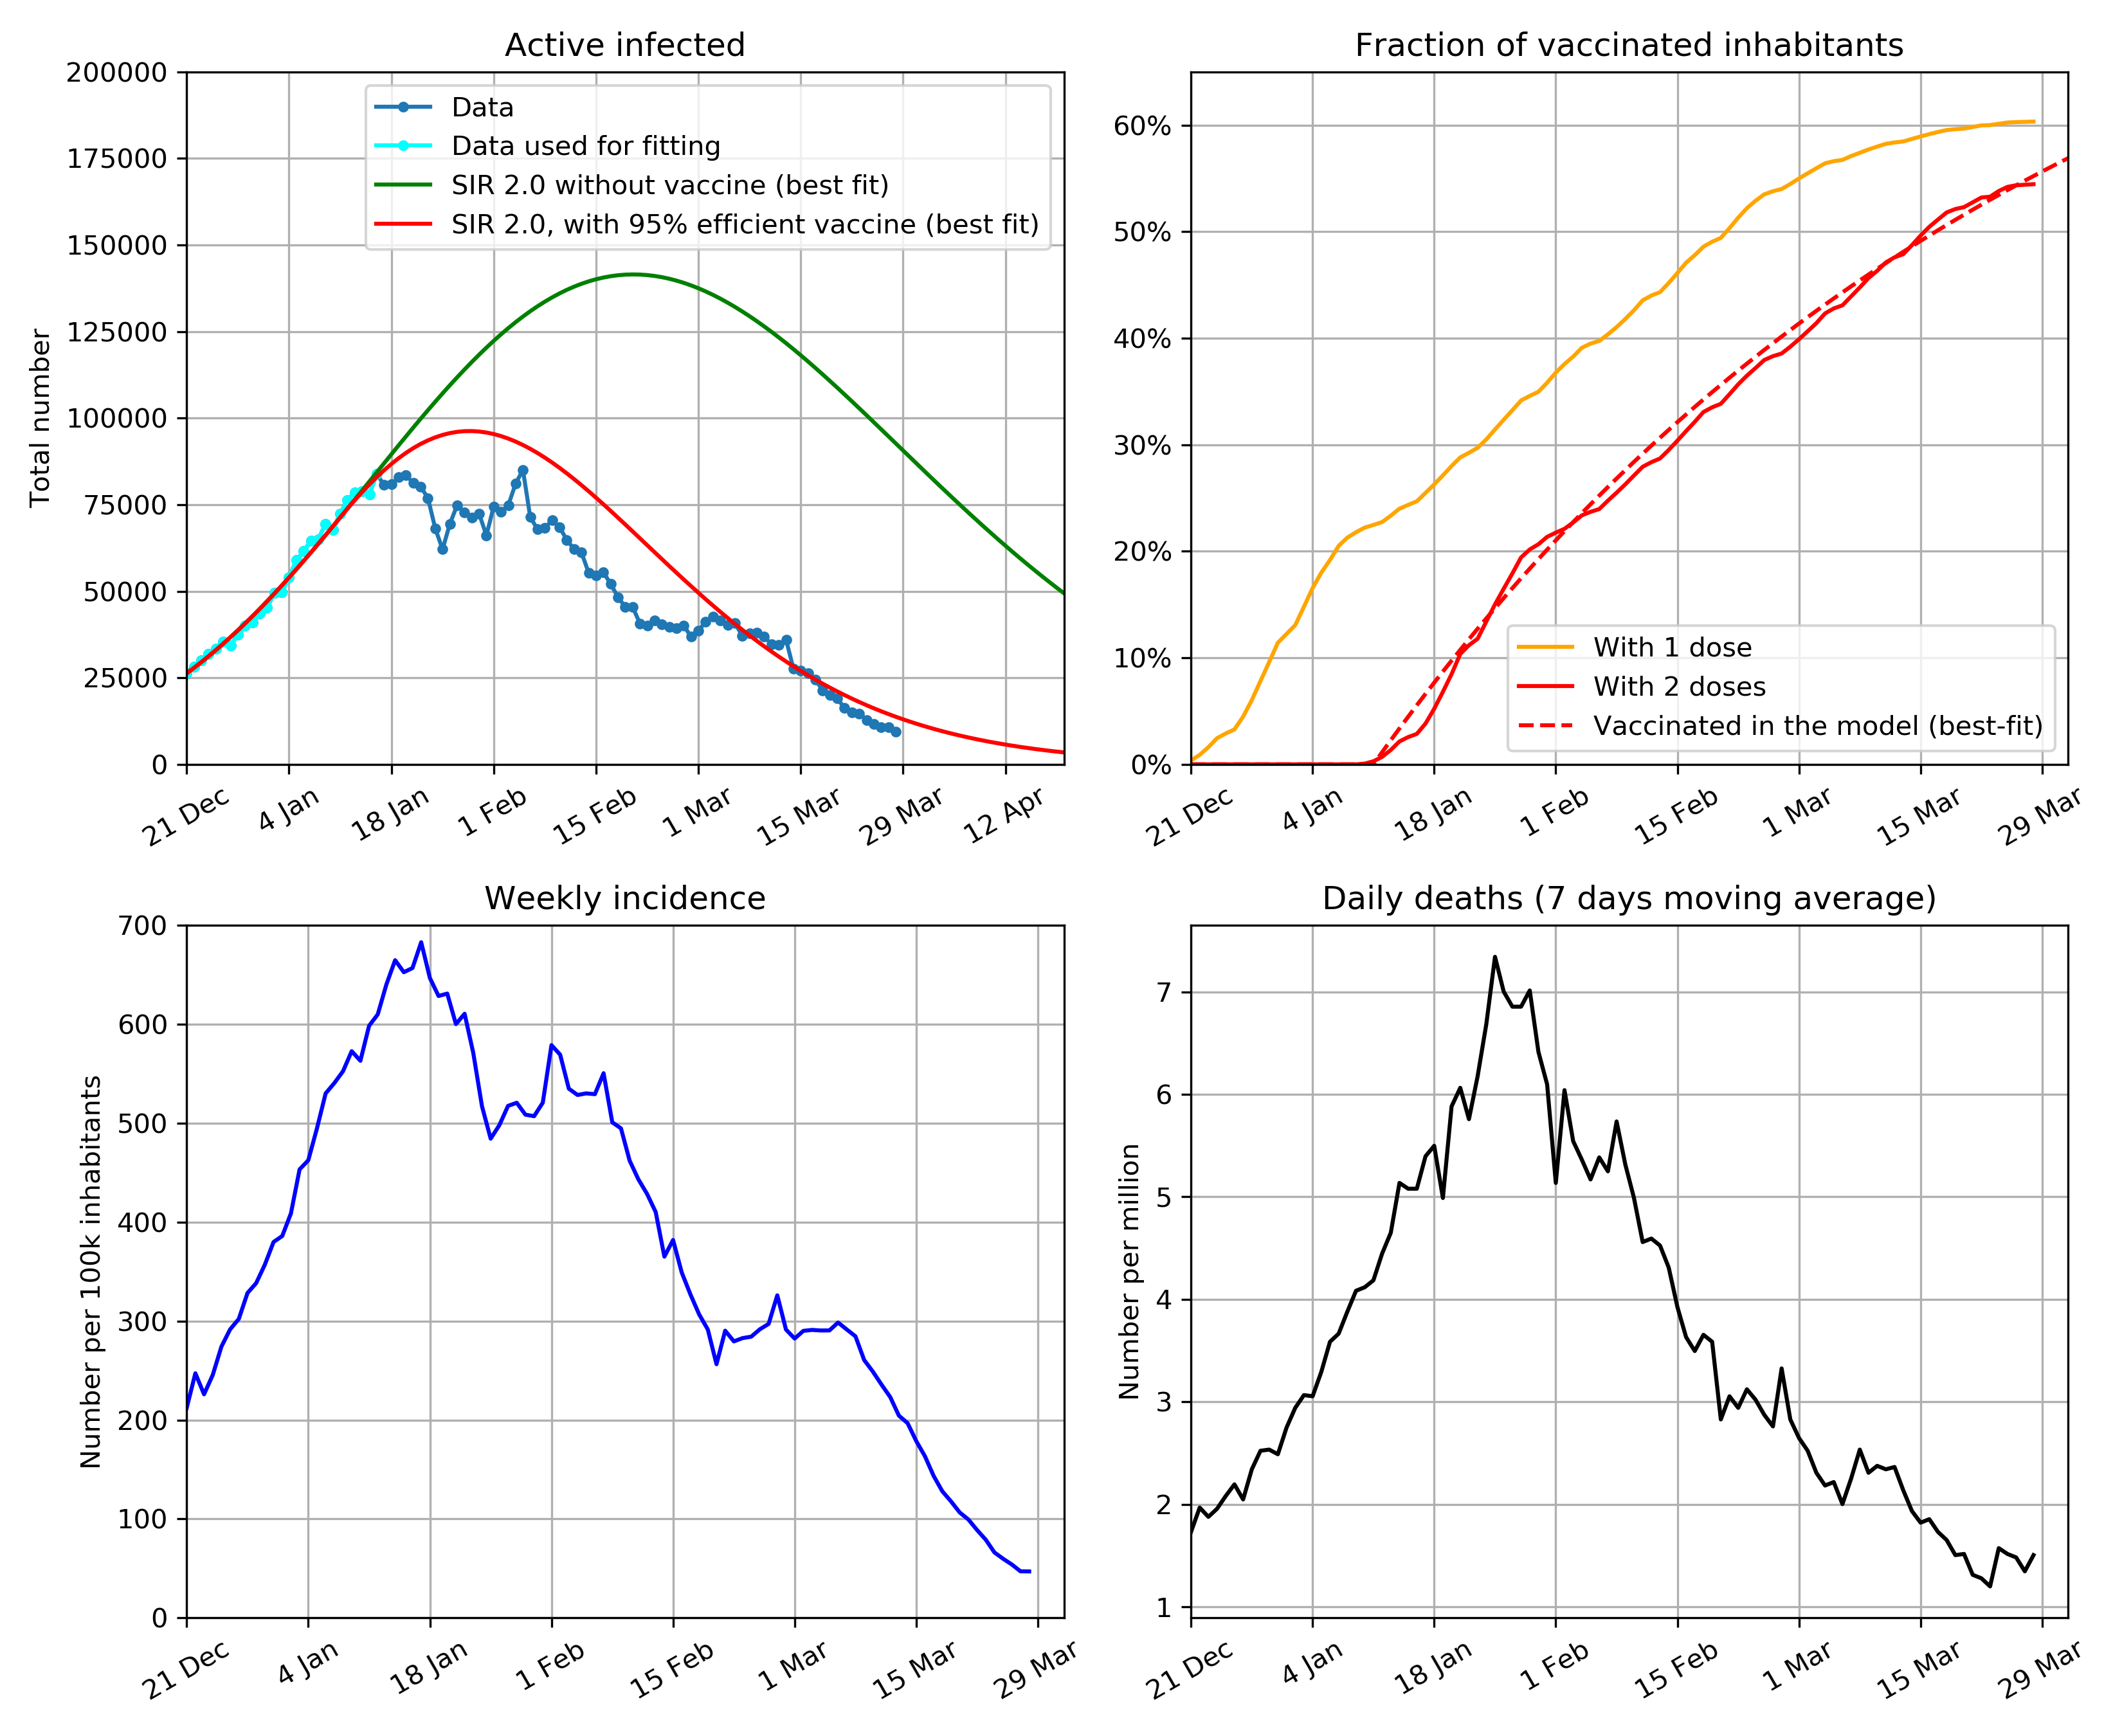 Active infected
200000
175000
150000
125000
100000
75000
50000
25000
0
Total number
Data
Data used for fitting
SIR 2.0 without vaccine (best fit)
SIR 2.0, with 95% efficient vaccine (best fit)
21 Dec
4 Jan
18 Jan
1 Feb
15 Feb
1 Mar
15 Mar
29 Mar
12 Apr
Fraction of vaccinated inhabitants
60%
50%
40%
30%
20%
10%
0%
With 1 dose
With 2 doses
Vaccinated in the model (best-fit)
21 Dec
4 Jan
18 Jan
1 Feb
15 Feb
1 Mar
15 Mar
29 Mar
Weekly incidence
700
600
500
400
300
200
100
0
Number per 100k inhabitants
21 Dec
4 Jan
18 Jan
1 Feb
15 Feb
1 Mar
15 Mar
29 Mar
Daily deaths (7 days moving average)
7
6
5
4
3
2
1
Number per million
21 Dec
4 Jan
18 Jan
1 Feb
15 Feb
1 Mar
15 Mar
29 Mar